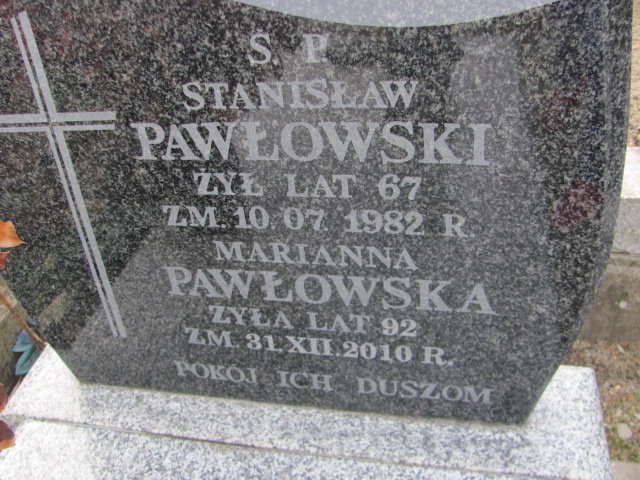 S. P.
STANISŁAW
PAWŁOWSKI
ŻYŁ LAT 67
ZM. 10. 07. 1982 R.
MARIANNA
PAWŁOWSKA
ŻYŁA LAT 92
ZM. 31. XII. 2010 R.
POKÓJ ICH DUSZOM